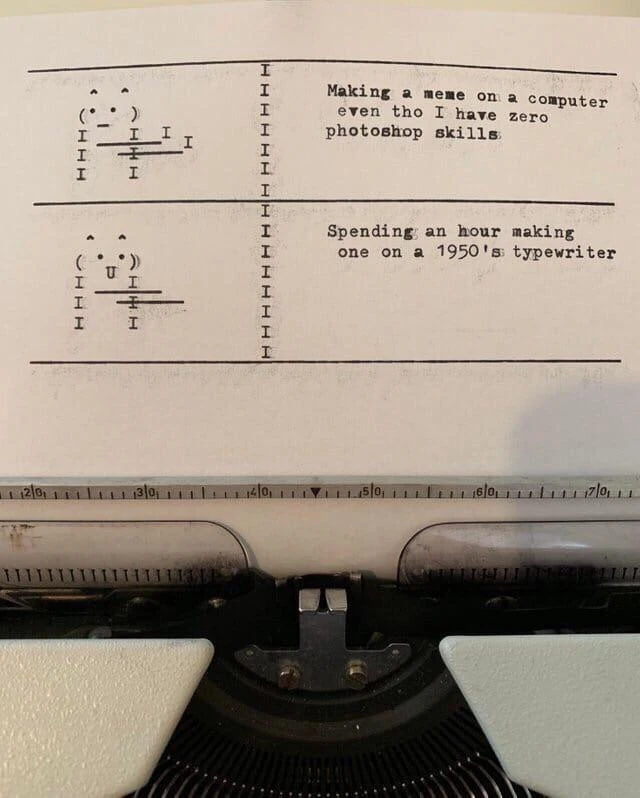 Making a meme on a computer
even tho I have zero
photoshop skills
Spending an hour making
one on a 1950's typewriter
20 30 40 50 60 70